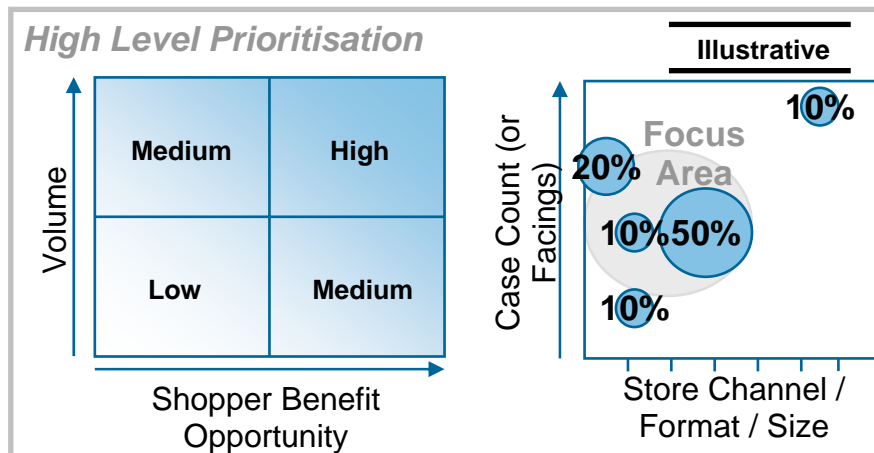 High Level Prioritisation
Illustrative
Volume
Medium
High
Low
Medium
Shopper Benefit
Opportunity
Case Count (or
Facings)
10%
Focus
Area
20%
10%
50%
10%
Store Channel /
Format / Size